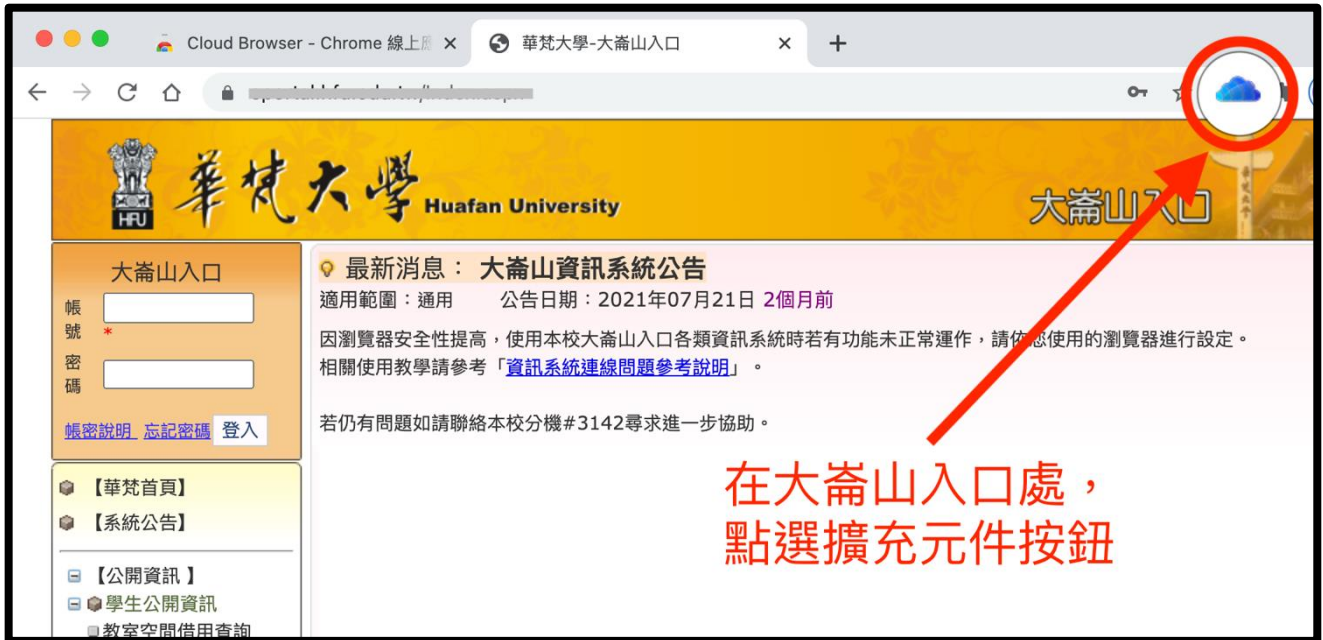 Cloud Browser - Chrome 線上
華梵大學-大崙山入口
HFU
華梵大學 Huafan University
大崙山入口
大崙山入口
帳號 *
密碼
帳密說明 忘記密碼 登入
【華梵首頁】
【系統公告】
【公開資訊 】
學生公開資訊
教室空間借用查詢
最新消息： 大崙山資訊系統公告
適用範圍：通用 公告日期：2021年07月21日 2個月前
因瀏覽器安全性提高，使用本校大崙山入口各類資訊系統時若有功能未正常運作，請依您使用的瀏覽器進行設定。
相關使用教學請參考「資訊系統連線問題參考說明」。
若仍有問題如請聯絡本校分機#3142尋求進一步協助。
在大崙山入口處，
點選擴充元件按鈕